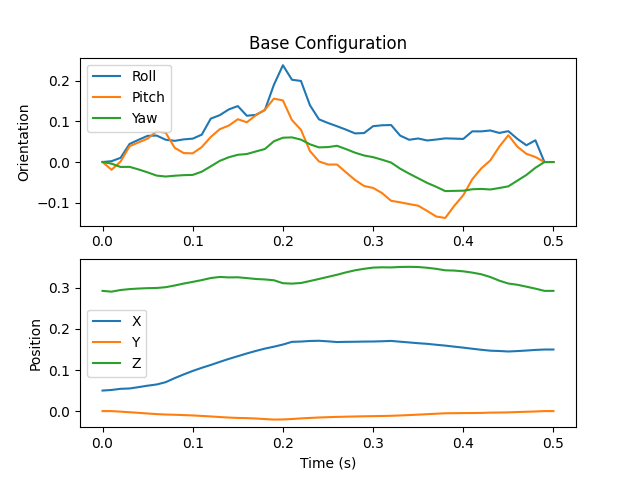 Base Configuration
Orientation
0.2
0.1
0.0
−0.1
Roll
Pitch
Yaw
0.0 0.1 0.2 0.3 0.4 0.5
Position
0.3
0.2
0.1
0.0
X
Y
Z
0.0 0.1 0.2 0.3 0.4 0.5
Time (s)